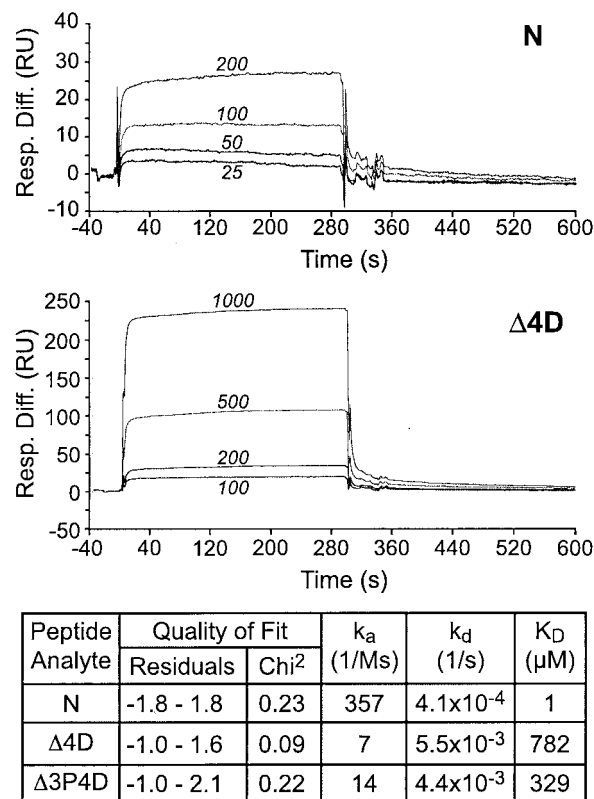 N
Resp. Diff. (RU)
40
30
20
10
0
-10
200
100
50
25
-40 40 120 200 280 360 440 520 600
Time (s)
Δ4D
Resp. Diff. (RU)
250
200
150
100
50
0
-50
1000
500
200
100
-40 40 120 200 280 360 440 520 600
Time (s)
Peptide Analyte Quality of Fit ka (1/Ms) kd (1/s) KD (µM)
Residuals Chi²
N -1.8 - 1.8 0.23 357 4.1x10⁻⁴ 1
Δ4D -1.0 - 1.6 0.09 7 5.5x10⁻³ 782
Δ3P4D -1.0 - 2.1 0.22 14 4.4x10⁻³ 329